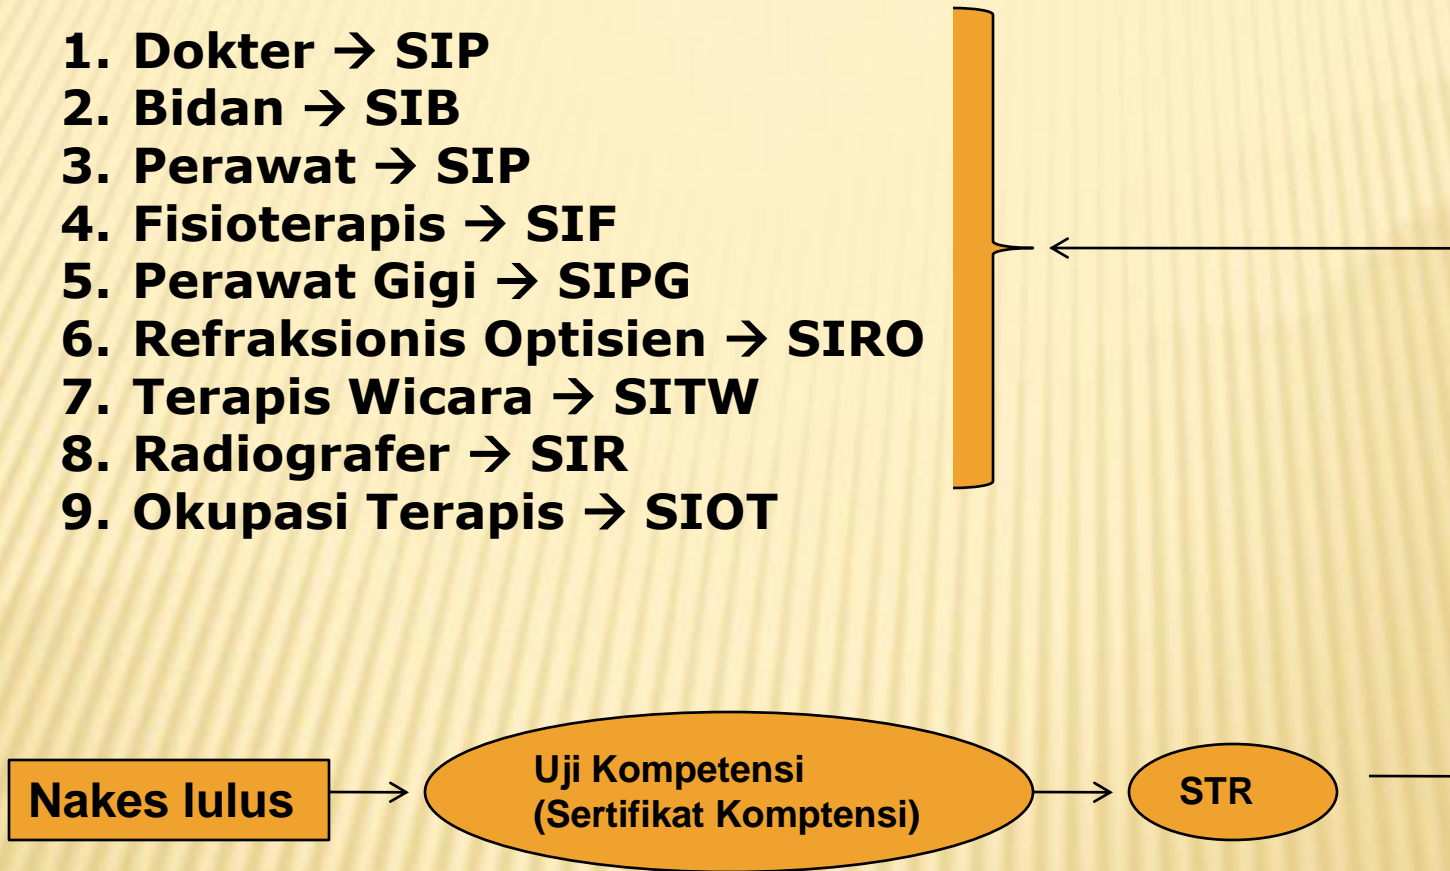 1. Dokter → SIP
2. Bidan → SIB
3. Perawat → SIP
4. Fisioterapis → SIF
5. Perawat Gigi → SIPG
6. Refraksionis Optisien → SIRO
7. Terapis Wicara → SITW
8. Radiografer → SIR
9. Okupasi Terapis → SIOT
Nakes lulus
Uji Kompetensi
(Sertifikat Komptensi)
STR